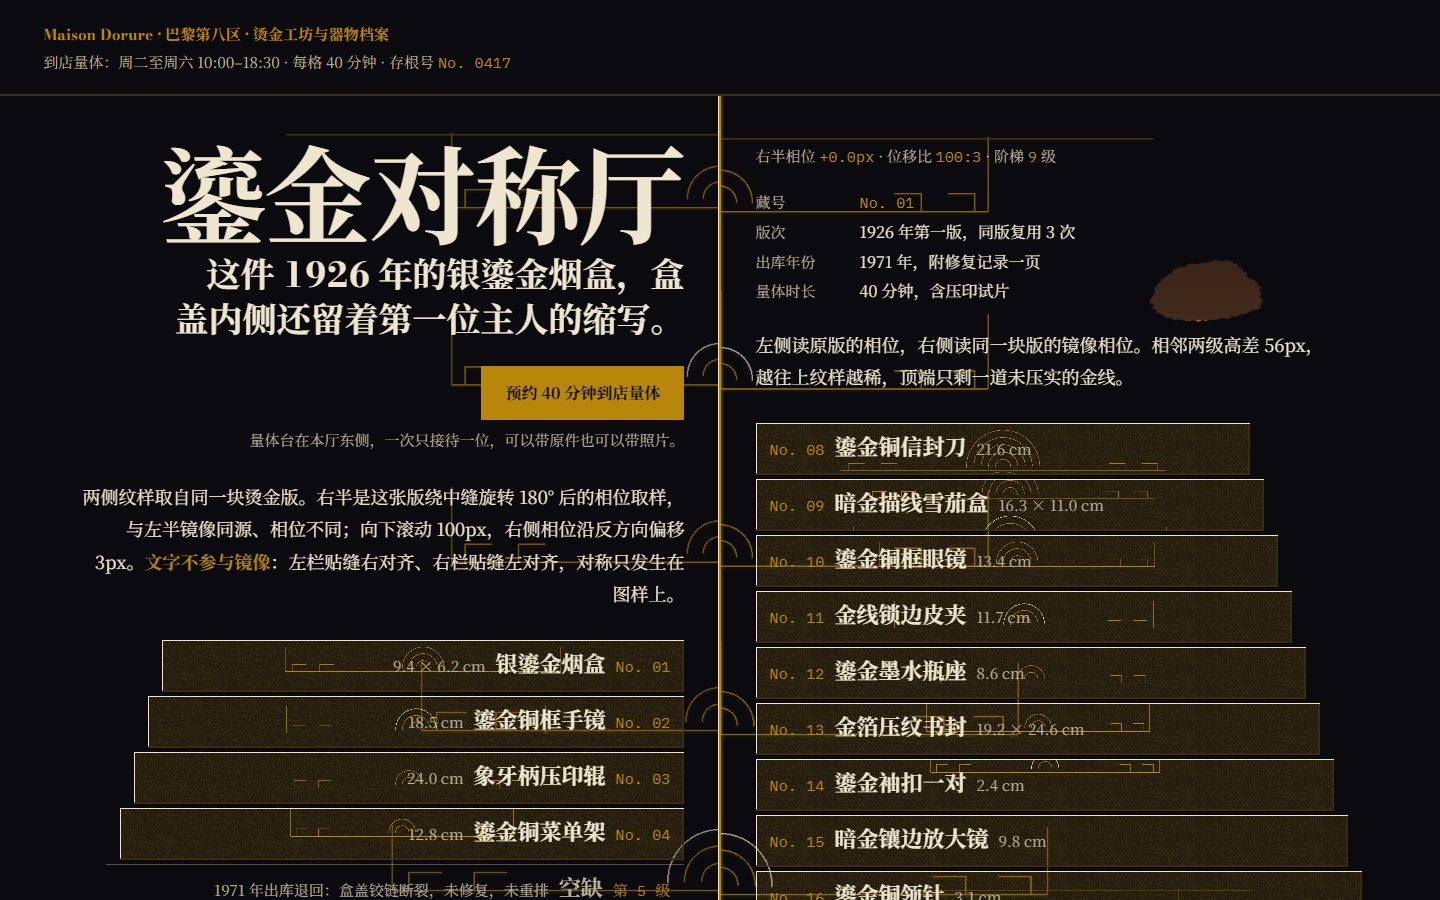 Maison Dorure · 巴黎第八区 · 烫金工坊与器物档案
到店量体：周二至周六 10:00–18:30 · 每格 40 分钟 · 存根号 No. 0417
鎏金对称厅
这件 1926 年的银鎏金烟盒，盒
盖内侧还留着第一位主人的缩写。
预约 40 分钟到店量体
量体台在本厅东侧，一次只接待一位，可以带原件也可以带照片。
两侧纹样取自同一块烫金版。右半是这张版绕中缝旋转 180° 后的相位取样，
与左半镜像同源、相位不同；向下滚动 100px，右侧相位沿反方向偏移
3px。文字不参与镜像：左栏贴缝右对齐、右栏贴缝左对齐，对称只发生在
图样上。
9.4 × 6.2 cm 银鎏金烟盒 No. 01
18.5 cm 鎏金铜框手镜 No. 02
24.0 cm 象牙柄压印辊 No. 03
12.8 cm 鎏金铜菜单架 No. 04
1971 年出库退回：盒盖铰链断裂，未修复，未重排 空缺 第 5 级
右半相位 +0.0px · 位移比 100:3 · 阶梯 9 级
藏号 No. 01
版次 1926 年第一版，同版复用 3 次
出库年份 1971 年，附修复记录一页
量体时长 40 分钟，含压印试片
左侧读原版的相位，右侧读同一块版的镜像相位。相邻两级高差 56px，
越往上纹样越稀，顶端只剩一道未压实的金线。
No. 08 鎏金铜信封刀 21.6 cm
No. 09 暗金描线雪茄盒 16.3 × 11.0 cm
No. 10 鎏金铜框眼镜 13.4 cm
No. 11 金线锁边皮夹 11.7 cm
No. 12 鎏金墨水瓶座 8.6 cm
No. 13 金箔压纹书封 19.2 × 24.6 cm
No. 14 鎏金袖扣一对 2.4 cm
No. 15 暗金镶边放大镜 9.8 cm
No. 16 鎏金铜领针 3.1 cm